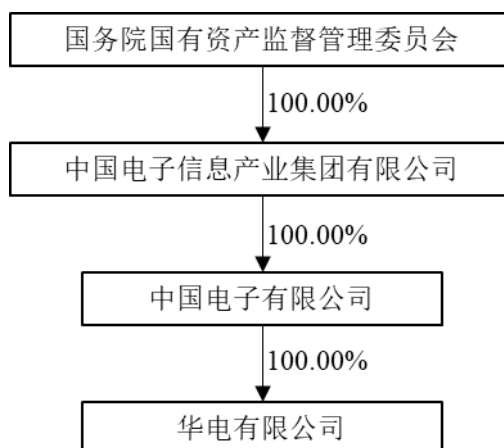 国务院国有资产监督管理委员会
100.00%
中国电子信息产业集团有限公司
100.00%
中国电子有限公司
100.00%
华电有限公司